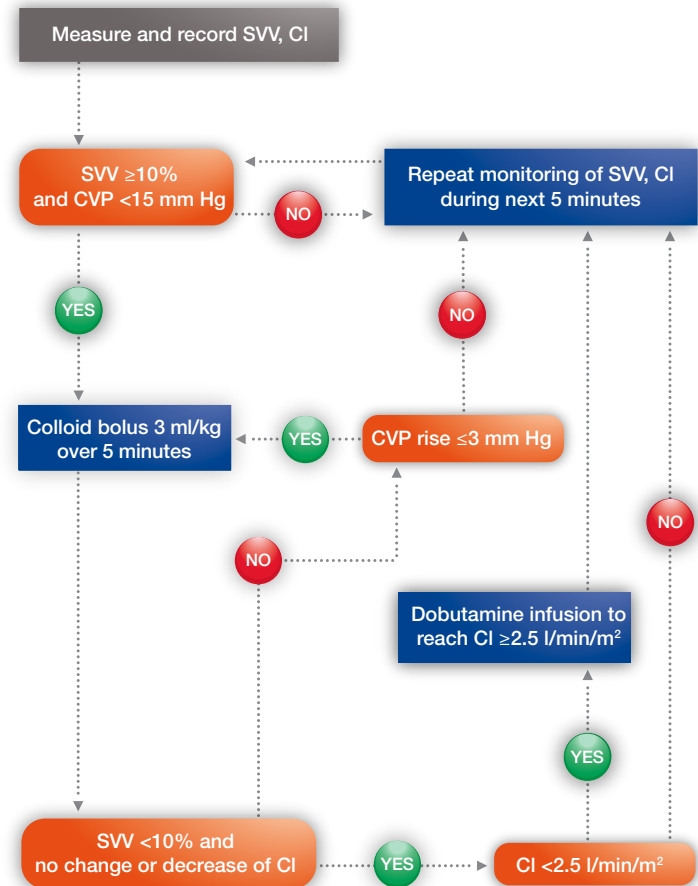 Measure and record SVV, CI
SVV ≥10%
and CVP <15 mm Hg
NO
Repeat monitoring of SVV, CI
during next 5 minutes
YES
NO
Colloid bolus 3 ml/kg
over 5 minutes
YES
CVP rise ≤3 mm Hg
NO
NO
Dobutamine infusion to
reach CI ≥2.5 l/min/m²
YES
SVV <10% and
no change or decrease of CI
YES
CI <2.5 l/min/m²